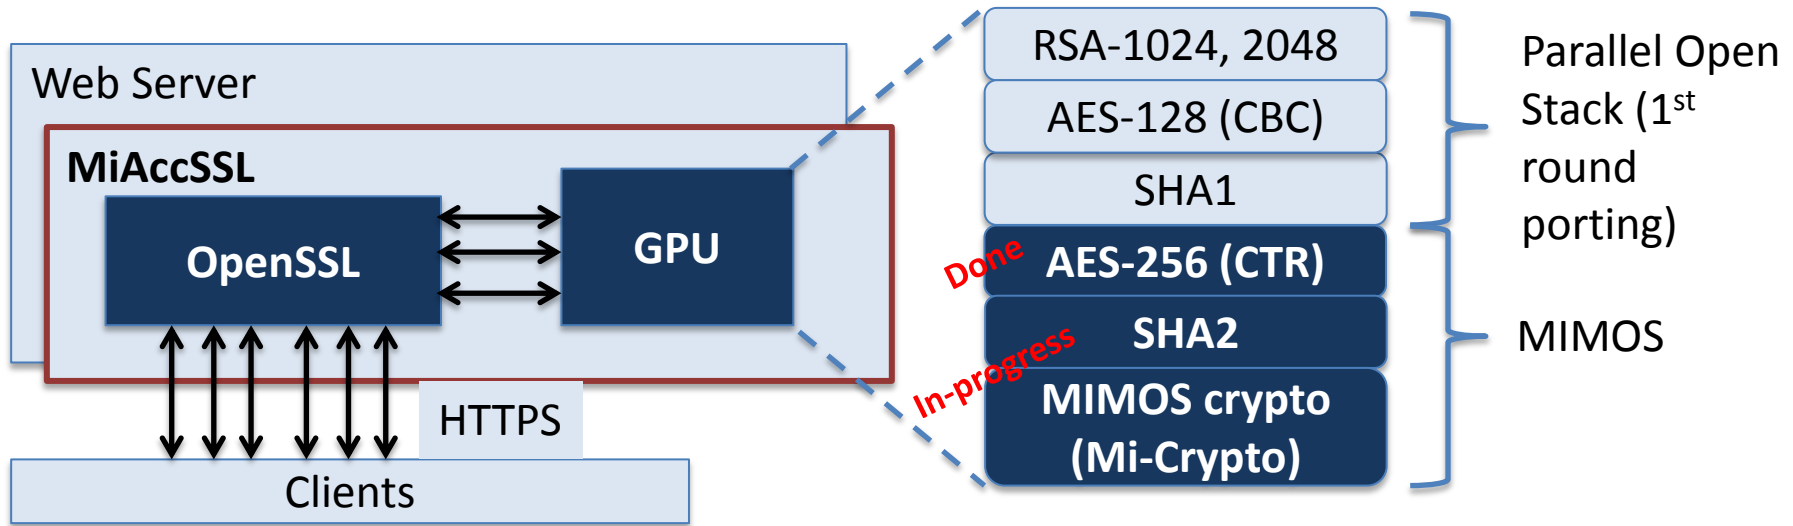 Web Server
MiAccSSL
OpenSSL
GPU
HTTPS
Clients
RSA-1024, 2048
AES-128 (CBC)
SHA1
Done
AES-256 (CTR)
SHA2
In-progress
MIMOS crypto
(Mi-Crypto)
Parallel Open
Stack (1st
round
porting)
MIMOS